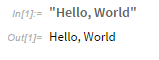 In[1]:= "Hello, World"
Out[1]= Hello, World